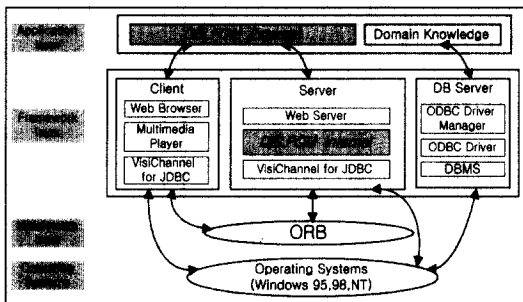 Domain Knowledge
Client
Server
DB Server
Web Browser
Multimedia
Player
VisiChannel
for JDBC
Web Server
VisiChannel for JDBC
ODBC Driver
Manager
ODBC Driver
DBMS
ORB
Operating Systems
(Windows 95,98,NT)